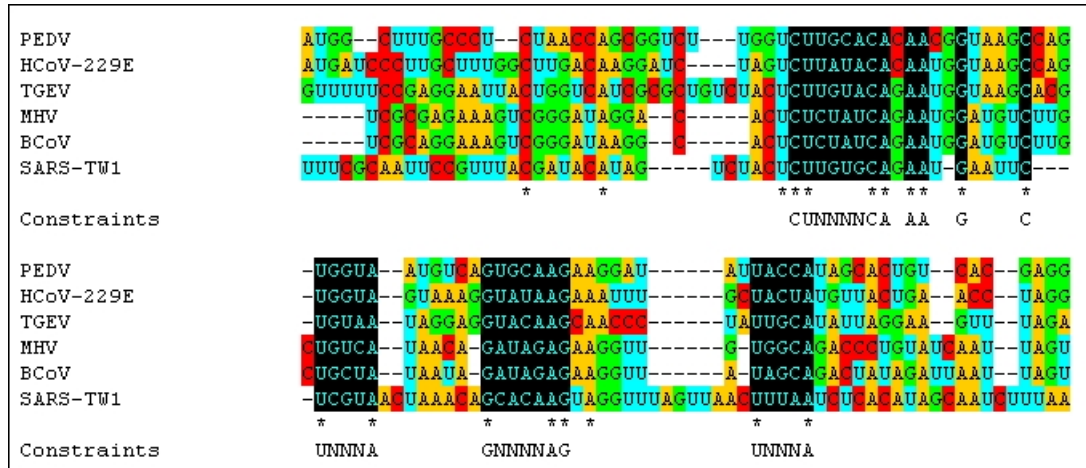 PEDV AUGG--CUUUGCCCU--CUAACCAGCGGUCU---UGGUCUUGCACACAACGGUAAGCCAG
HCoV-229E AUGAUCCCUUGCUUUGGCUUGACAAGGAUC----UAGUCUUAUACACAAUGGUAAGCCAG
TGEV GUUUUUCCGAGGAAUUACUGGUCAUCGCGCUGUCUACUCUUGUACAGAAUGGUAAGCACG
MHV -----UCGCGAGAAAGUCGGGAUAGGA--C-----ACUCUCUAUCAGAAUGGAUGUCUUG
BCoV -----UCGCAGGAAAGUCGGGAUAAGG--C-----ACUCUCUAUCAGAAUGGAUGUCUUG
SARS-TW1 UUUCGCAAUUCCGUUUACGAUACAUAG-----UCUACUCUUGUGCAGAAU-GAAUUC---
* * *** ** ** * *
Constraints CUNNNNCA AA G C
PEDV -UGGUA--AUGUCAGUGCAAGAAGGAU------AUUACCAUAGCACUGU--CAC--GAGG
HCoV-229E -UGGUA--GUAAAGGUAUAAGAAAUUU------GCUACUAUGUUACUGA--ACC--UAGG
TGEV -UGUAA--UAGGAGGUACAAGCAACCC------UAUUGCAUAUUAGGAA--GUU--UAGA
MHV CUGUCA--UAACA-GAUAGAGAAGGUU------G-UGGCAGACCCUGUAUCAAU--UAGU
BCoV CUGCUA--UAAUA-GAUAGAGAAGGUU------A-UAGCAGACUAUAGAUUAAU--UAGU
SARS-TW1 -UCGUAACUAAACAGCACAAGUAGGUUUAGUUAACUUUAAUCUCACAUAGCAAUCUUUAA
* * * ** * * *
Constraints UNNNA GNNNNAG UNNNA